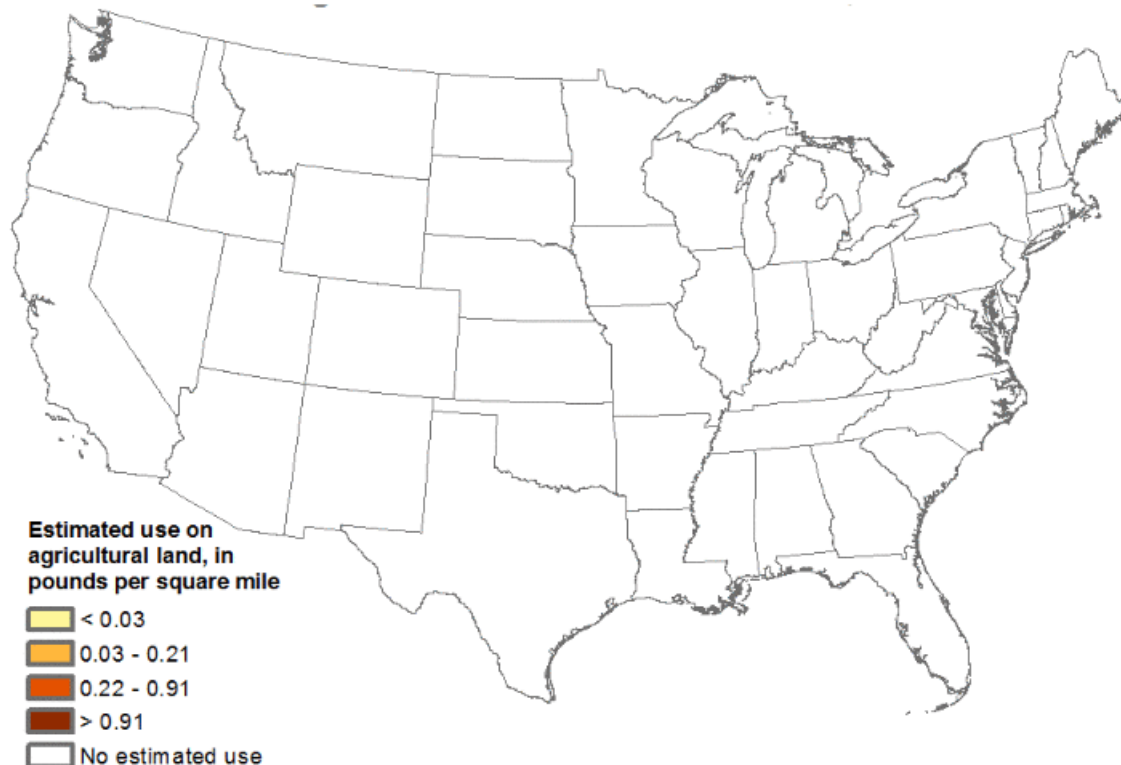 Estimated use on
agricultural land, in
pounds per square mile
< 0.03
0.03 - 0.21
0.22 - 0.91
> 0.91
No estimated use